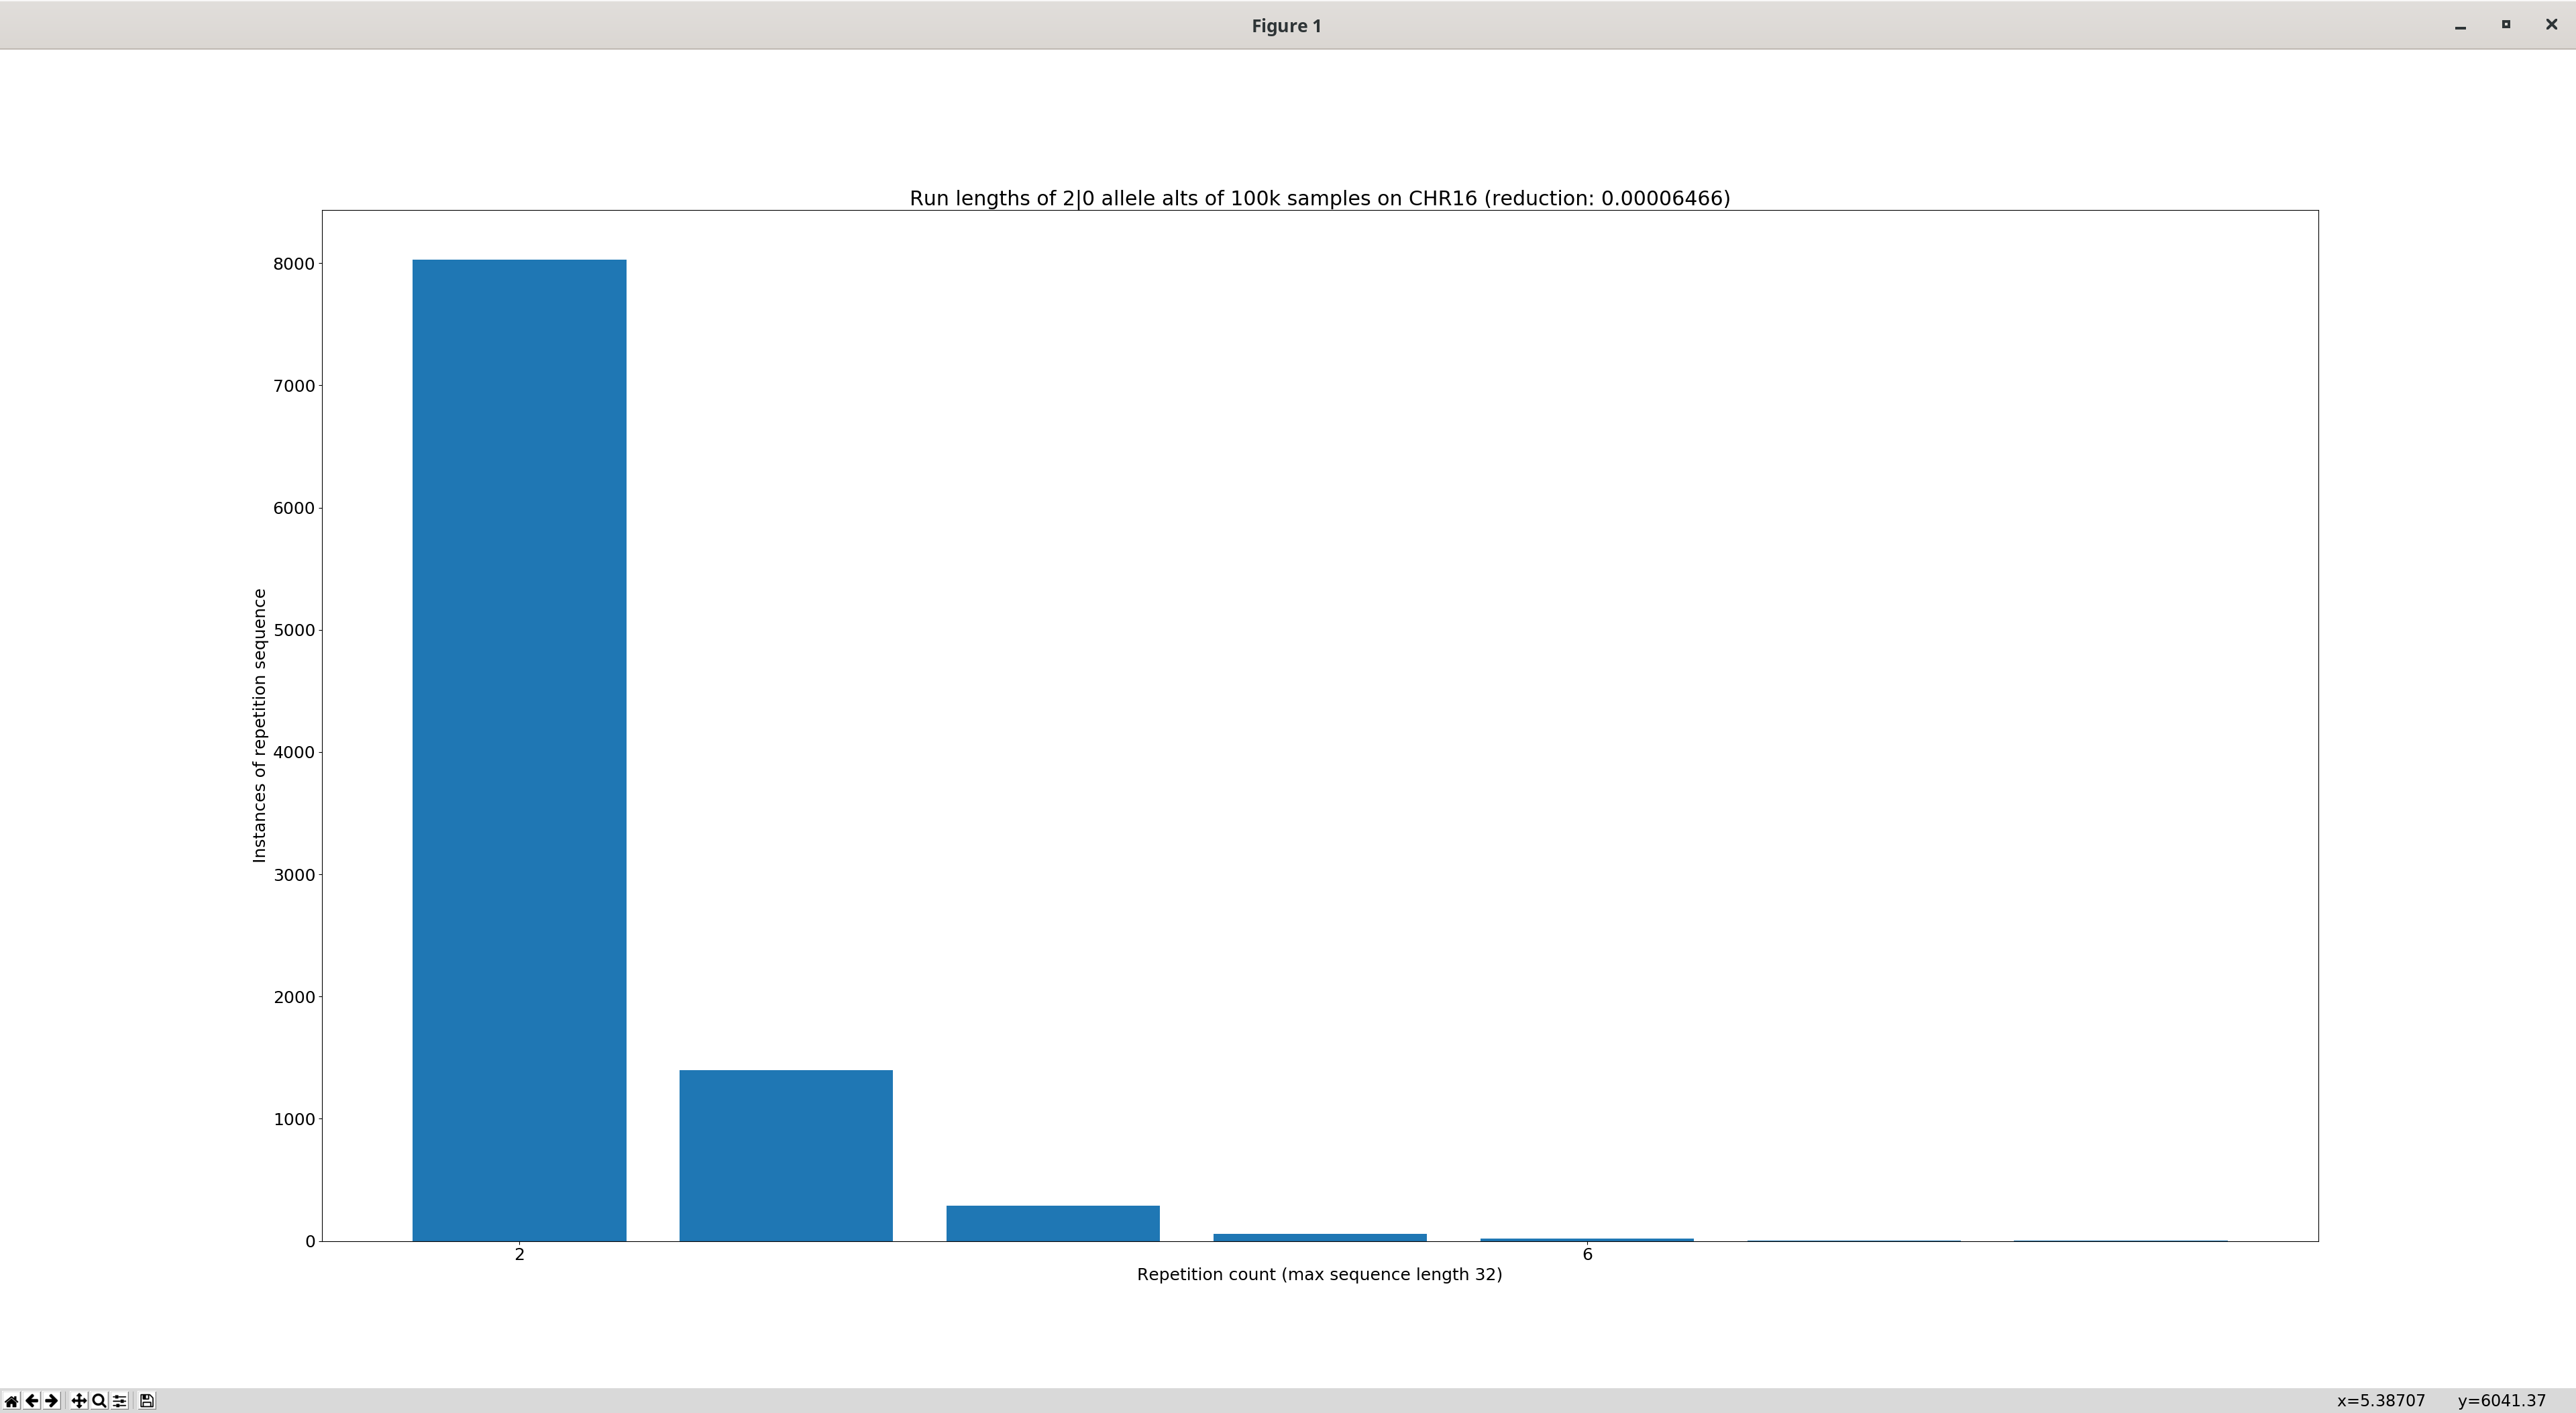 Figure 1
Run lengths of 2|0 allele alts of 100k samples on CHR16 (reduction: 0.00006466)
Instances of repetition sequence
8000
7000
6000
5000
4000
3000
2000
1000
0
2
6
Repetition count (max sequence length 32)
x=5.38707 y=6041.37